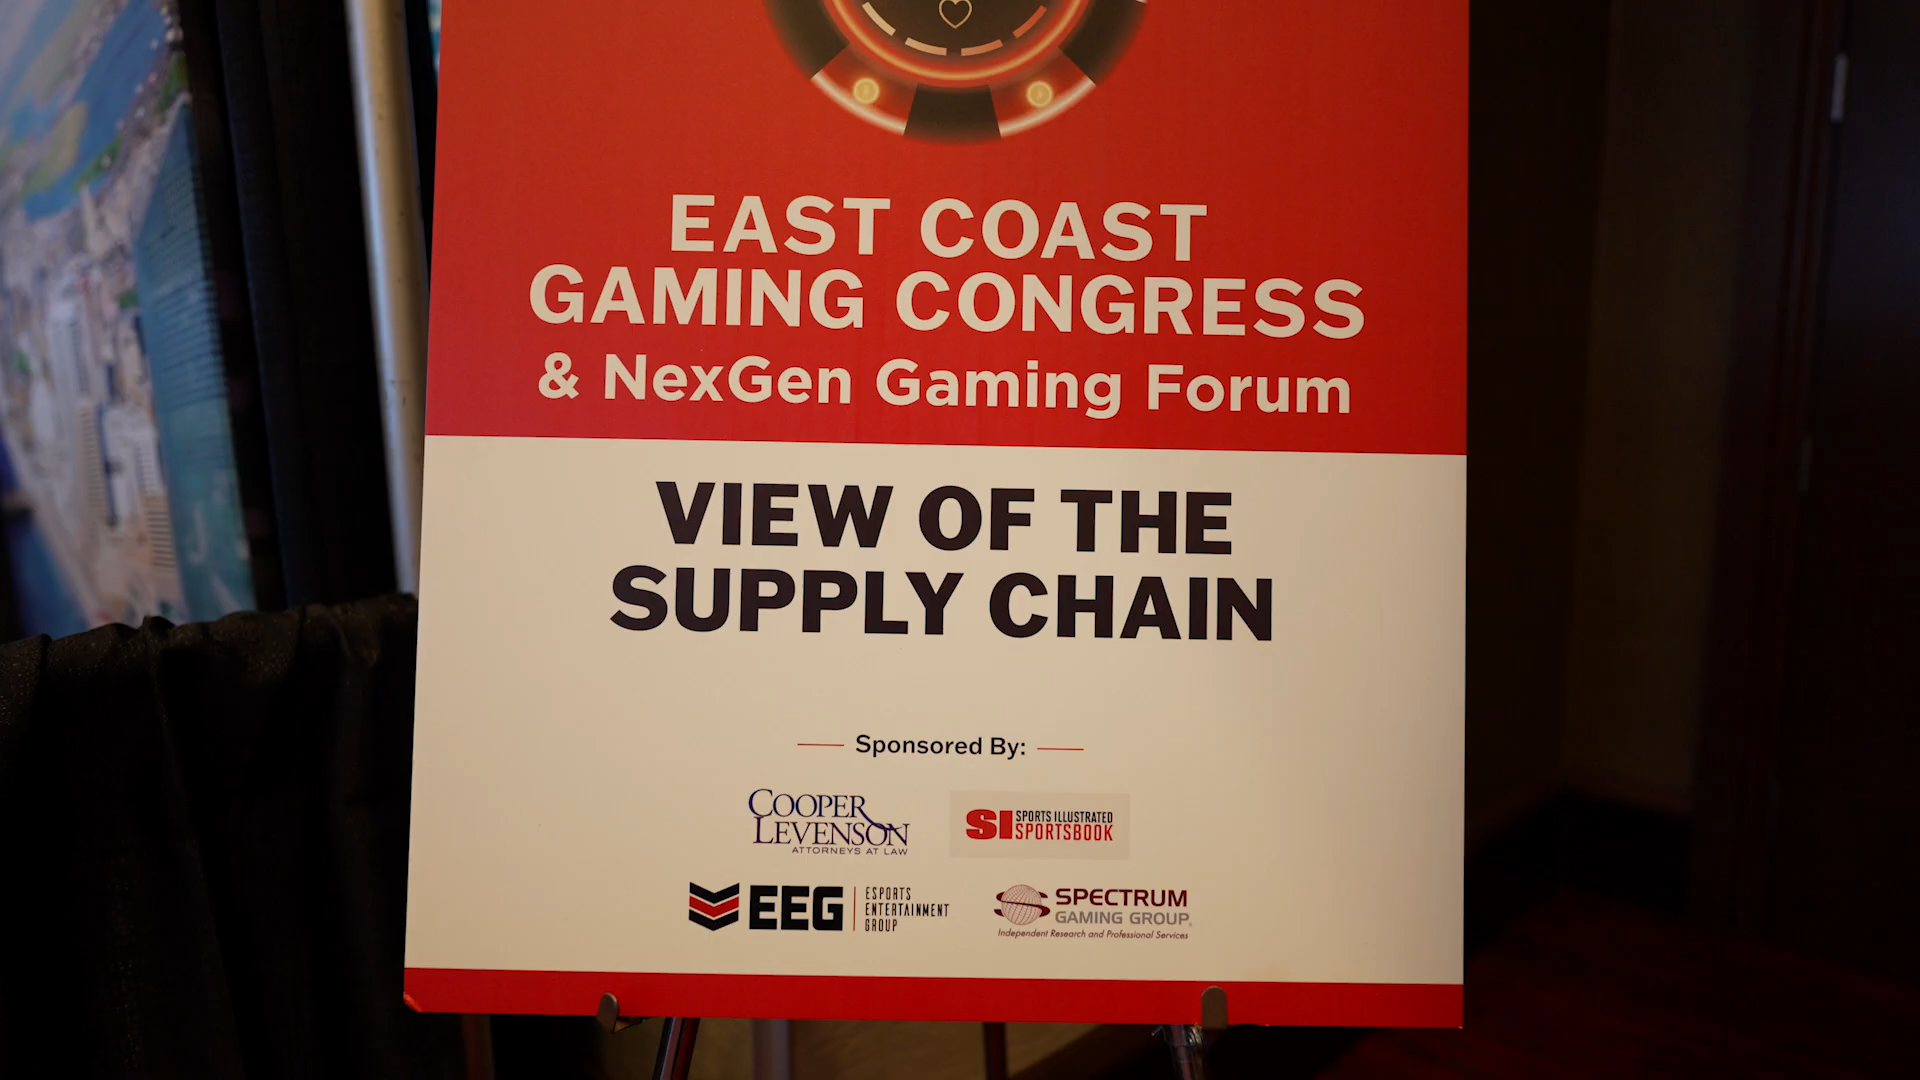 EAST COAST
GAMING CONGRESS
& NexGen Gaming Forum
VIEW OF THE
SUPPLY CHAIN
Sponsored By:
COOPER
LEVENSON
ATTORNEYS AT LAW
SI SPORTS ILLUSTRATED
SPORTSBOOK
EEG ESPORTS
ENTERTAINMENT
GROUP
SPECTRUM
GAMING GROUP
Independent Research and Professional Services